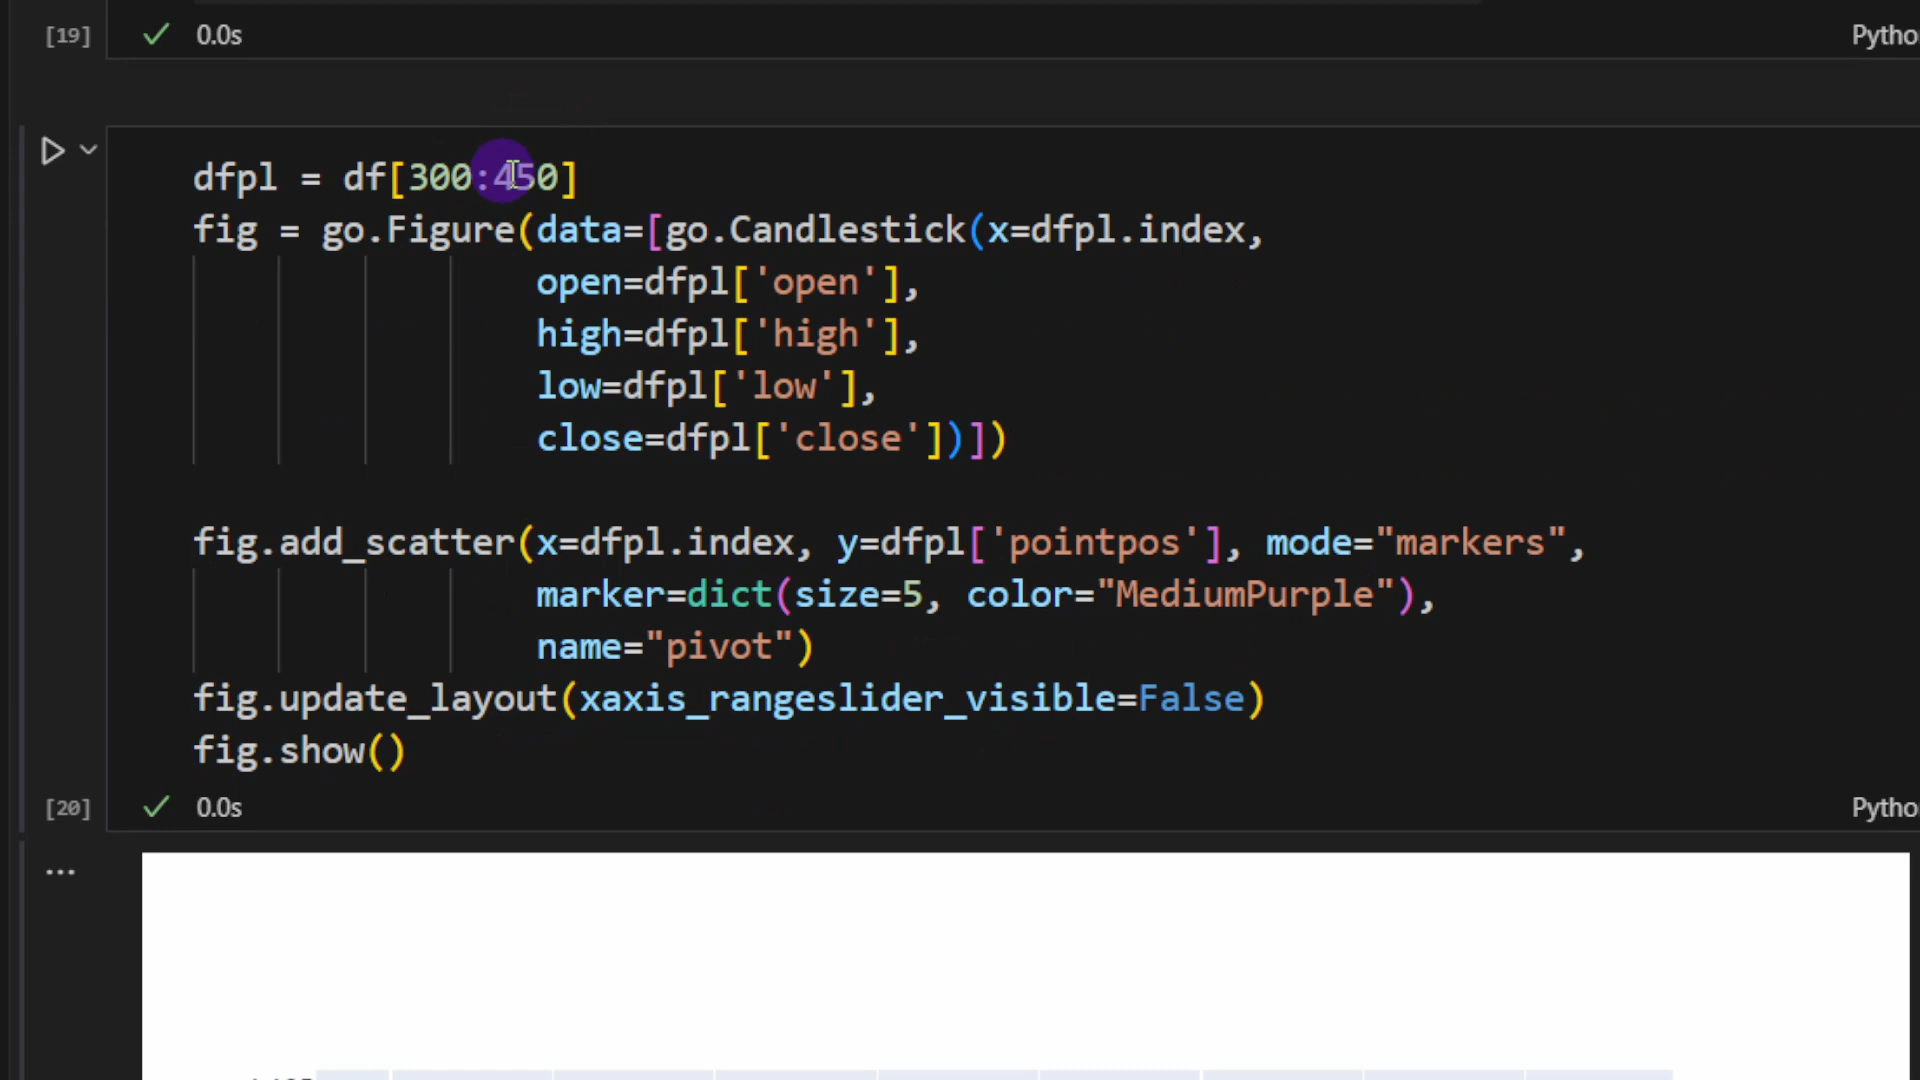 [19] 0.0s Pytho
dfpl = df[300:450]
fig = go.Figure(data=[go.Candlestick(x=dfpl.index,
open=dfpl['open'],
high=dfpl['high'],
low=dfpl['low'],
close=dfpl['close'])])
fig.add_scatter(x=dfpl.index, y=dfpl['pointpos'], mode="markers",
marker=dict(size=5, color="MediumPurple"),
name="pivot")
fig.update_layout(xaxis_rangeslider_visible=False)
fig.show()
[20] 0.0s Pytho
...